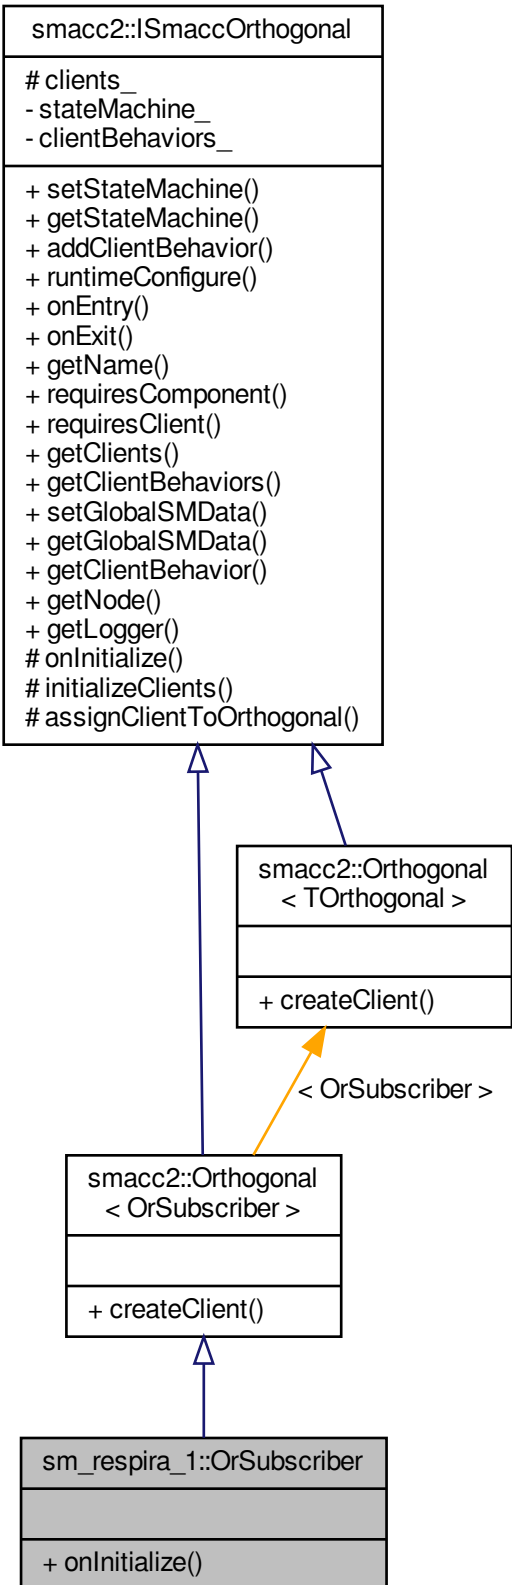 smacc2::ISmaccOrthogonal
# clients_
- stateMachine_
- clientBehaviors_
+ setStateMachine()
+ getStateMachine()
+ addClientBehavior()
+ runtimeConfigure()
+ onEntry()
+ onExit()
+ getName()
+ requiresComponent()
+ requiresClient()
+ getClients()
+ getClientBehaviors()
+ setGlobalSMData()
+ getGlobalSMData()
+ getClientBehavior()
+ getNode()
+ getLogger()
# onInitialize()
# initializeClients()
# assignClientToOrthogonal()
smacc2::Orthogonal
< TOrthogonal >
+ createClient()
< OrSubscriber >
smacc2::Orthogonal
< OrSubscriber >
+ createClient()
sm_respira_1::OrSubscriber
+ onInitialize()